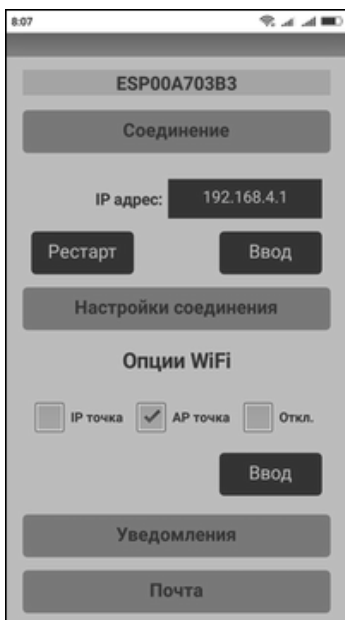 8:07
ESP00A703B3
Соединение
IP адрес: 192.168.4.1
Рестарт Ввод
Настройки соединения
Опции WiFi
IP точка AP точка Откл.
Ввод
Уведомления
Почта